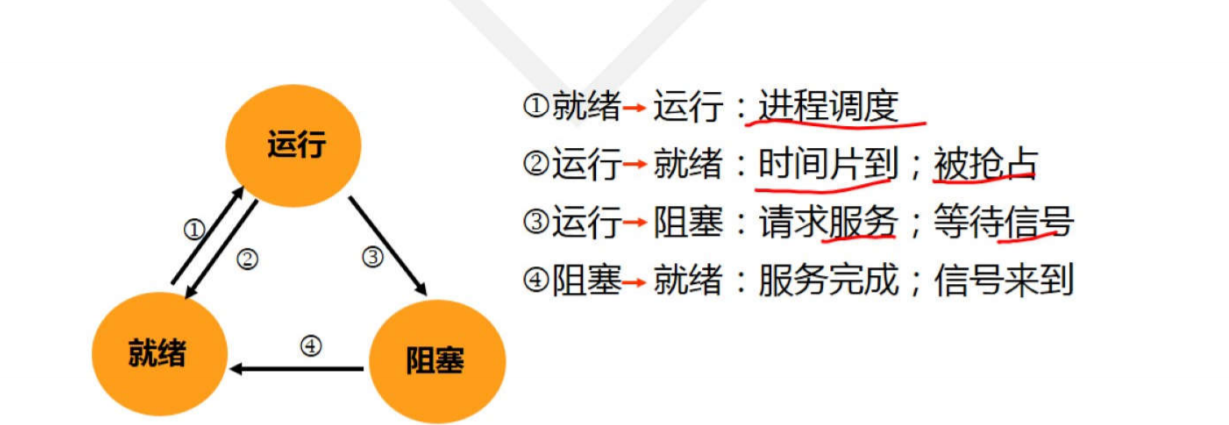 运行
①就绪→运行：进程调度
②运行→就绪：时间片到；被抢占
③运行→阻塞：请求服务；等待信号
④阻塞→就绪：服务完成；信号来到
①
②
③
就绪
④
阻塞